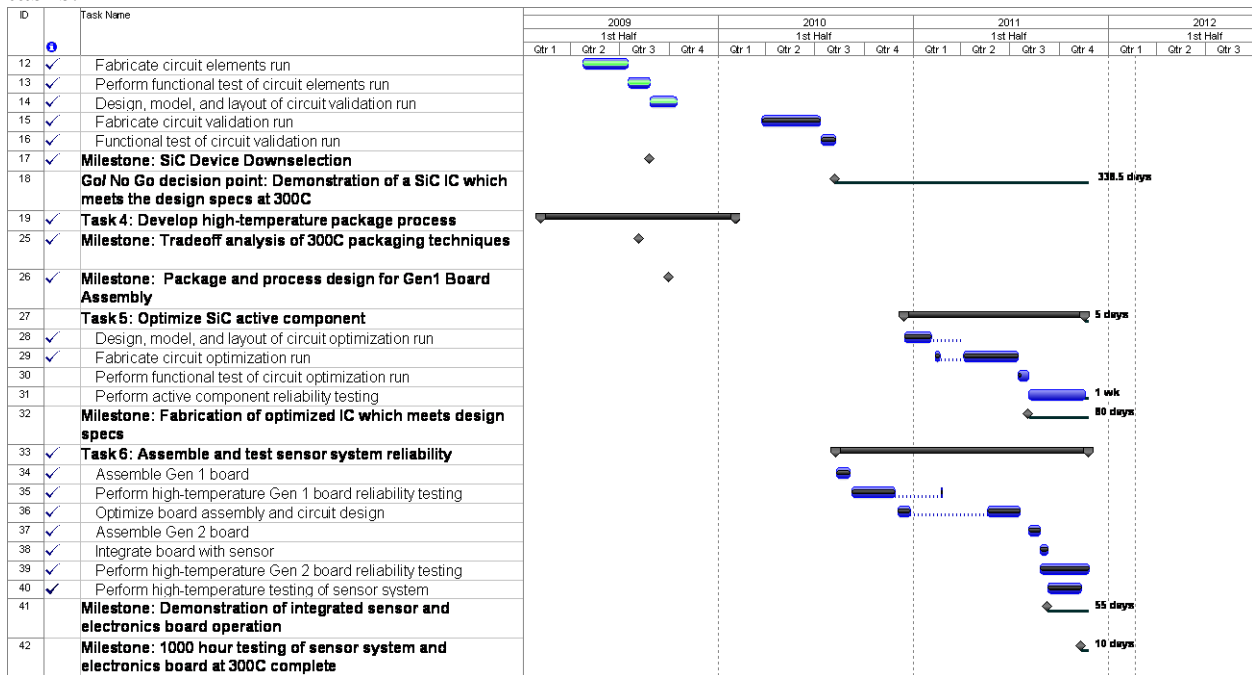 ID Task Name 2009 2010 2011 2012
1st Half 1st Half 1st Half 1st Half
Qtr 1 Qtr 2 Qtr 3 Qtr 4 Qtr 1 Qtr 2 Qtr 3 Qtr 4 Qtr 1 Qtr 2 Qtr 3 Qtr 4 Qtr 1 Qtr 2 Qtr 3
12 Fabricate circuit elements run
13 Perform functional test of circuit elements run
14 Design, model, and layout of circuit validation run
15 Fabricate circuit validation run
16 Functional test of circuit validation run
17 Milestone: SiC Device Downselection
18 Go/ No Go decision point: Demonstration of a SiC IC which 338.5 days
meets the design specs at 300C
19 Task 4: Develop high-temperature package process
25 Milestone: Tradeoff analysis of 300C packaging techniques
26 Milestone: Package and process design for Gen1 Board
Assembly
27 Task 5: Optimize SiC active component 5 days
28 Design, model, and layout of circuit optimization run
29 Fabricate circuit optimization run
30 Perform functional test of circuit optimization run
31 Perform active component reliability testing 1 wk
32 Milestone: Fabrication of optimized IC which meets design 80 days
specs
33 Task 6: Assemble and test sensor system reliability
34 Assemble Gen 1 board
35 Perform high-temperature Gen 1 board reliability testing
36 Optimize board assembly and circuit design
37 Assemble Gen 2 board
38 Integrate board with sensor
39 Perform high-temperature Gen 2 board reliability testing
40 Perform high-temperature testing of sensor system
41 Milestone: Demonstration of integrated sensor and 55 days
electronics board operation
42 Milestone: 1000 hour testing of sensor system and 10 days
electronics board at 300C complete